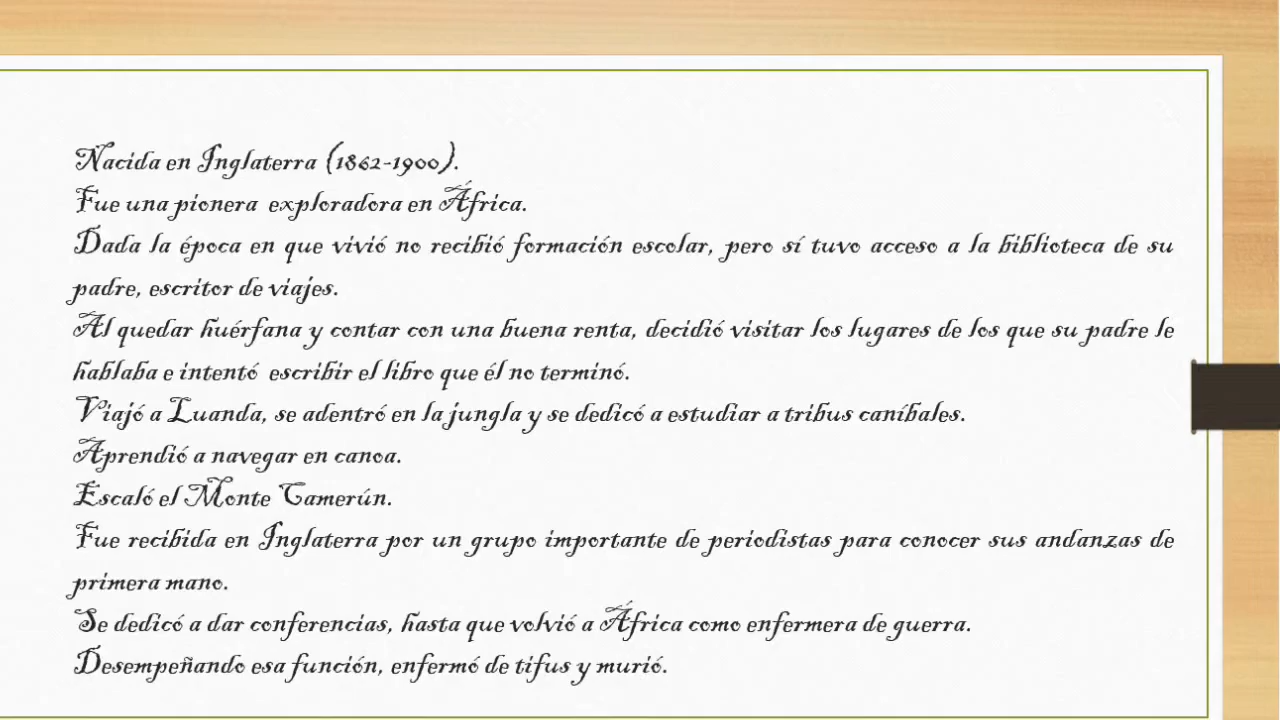 Nacida en Inglaterra (1862-1900).
Fue una pionera exploradora en África.
Dada la época en que vivió no recibió formación escolar, pero sí tuvo acceso a la biblioteca de su
padre, escritor de viajes.
Al quedar huérfana y contar con una buena renta, decidió visitar los lugares de los que su padre le
hablaba e intentó escribir el libro que él no terminó.
Viajó a Luanda, se adentró en la jungla y se dedicó a estudiar a tribus caníbales.
Aprendió a navegar en canoa.
Escaló el Monte Camerún.
Fue recibida en Inglaterra por un grupo importante de periodistas para conocer sus andanzas de
primera mano.
Se dedicó a dar conferencias, hasta que volvió a África como enfermera de guerra.
Desempeñando esa función, enfermó de tifus y murió.